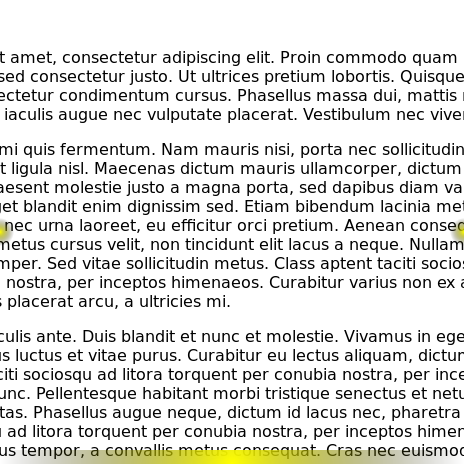 t amet, consectetur adipiscing elit. Proin commodo quam
sed consectetur justo. Ut ultrices pretium lobortis. Quisque
ectetur condimentum cursus. Phasellus massa dui, mattis
iaculis augue nec vulputate placerat. Vestibulum nec viver
mi quis fermentum. Nam mauris nisi, porta nec sollicitudin
t ligula nisl. Maecenas dictum mauris ullamcorper, dictum
aesent molestie justo a magna porta, sed dapibus diam va
get blandit enim dignissim sed. Etiam bibendum lacinia met
nec urna laoreet, eu efficitur orci pretium. Aenean conseq
metus cursus velit, non tincidunt elit lacus a neque. Nullam
mper. Sed vitae sollicitudin metus. Class aptent taciti socios
nostra, per inceptos himenaeos. Curabitur varius non ex a
s placerat arcu, a ultricies mi.
culis ante. Duis blandit et nunc et molestie. Vivamus in ege
us luctus et vitae purus. Curabitur eu lectus aliquam, dictum
citi sociosqu ad litora torquent per conubia nostra, per ince
unc. Pellentesque habitant morbi tristique senectus et netu
tas. Phasellus augue neque, dictum id lacus nec, pharetra
u ad litora torquent per conubia nostra, per inceptos himen
us tempor, a convallis metus consequat. Cras nec euismod